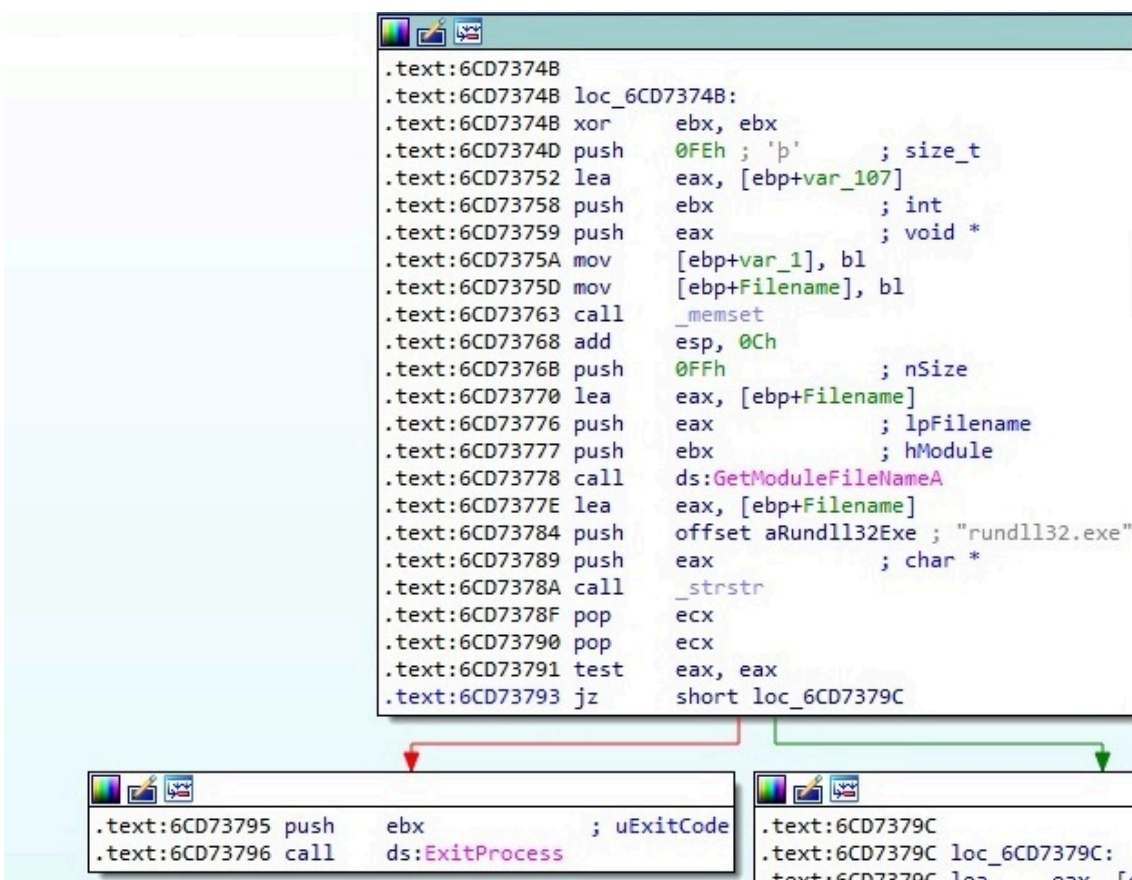 .text:6CD7374B
.text:6CD7374B loc_6CD7374B:
.text:6CD7374B xor ebx, ebx
.text:6CD7374D push 0FEh ; 'þ' ; size_t
.text:6CD73752 lea eax, [ebp+var_107]
.text:6CD73758 push ebx ; int
.text:6CD73759 push eax ; void *
.text:6CD7375A mov [ebp+var_1], bl
.text:6CD7375D mov [ebp+Filename], bl
.text:6CD73763 call _memset
.text:6CD73768 add esp, 0Ch
.text:6CD7376B push 0FFh ; nSize
.text:6CD73770 lea eax, [ebp+Filename]
.text:6CD73776 push eax ; lpFilename
.text:6CD73777 push ebx ; hModule
.text:6CD73778 call ds:GetModuleFileNameA
.text:6CD7377E lea eax, [ebp+Filename]
.text:6CD73784 push offset aRundll32Exe ; "rundll32.exe"
.text:6CD73789 push eax ; char *
.text:6CD7378A call _strstr
.text:6CD7378F pop ecx
.text:6CD73790 pop ecx
.text:6CD73791 test eax, eax
.text:6CD73793 jz short loc_6CD7379C
.text:6CD73795 push ebx ; uExitCode
.text:6CD73796 call ds:ExitProcess
.text:6CD7379C
.text:6CD7379C loc_6CD7379C:
.text:6CD7379C lea eax,